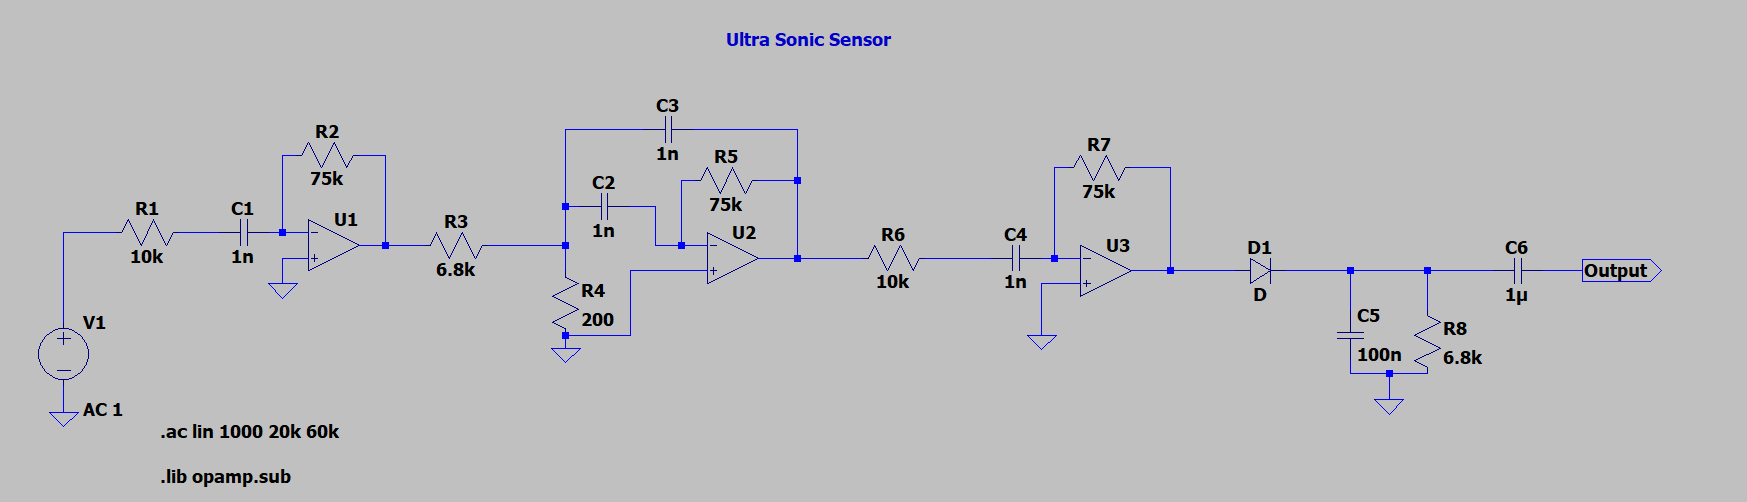 Ultra Sonic Sensor
R1
10k
C1
1n
R2
75k
U1
R3
6.8k
C3
1n
C2
1n
R5
75k
U2
R4
200
R6
10k
C4
1n
R7
75k
U3
D1
D
C5
100n
R8
6.8k
C6
1µ
Output
V1
AC 1
.ac lin 1000 20k 60k
.lib opamp.sub